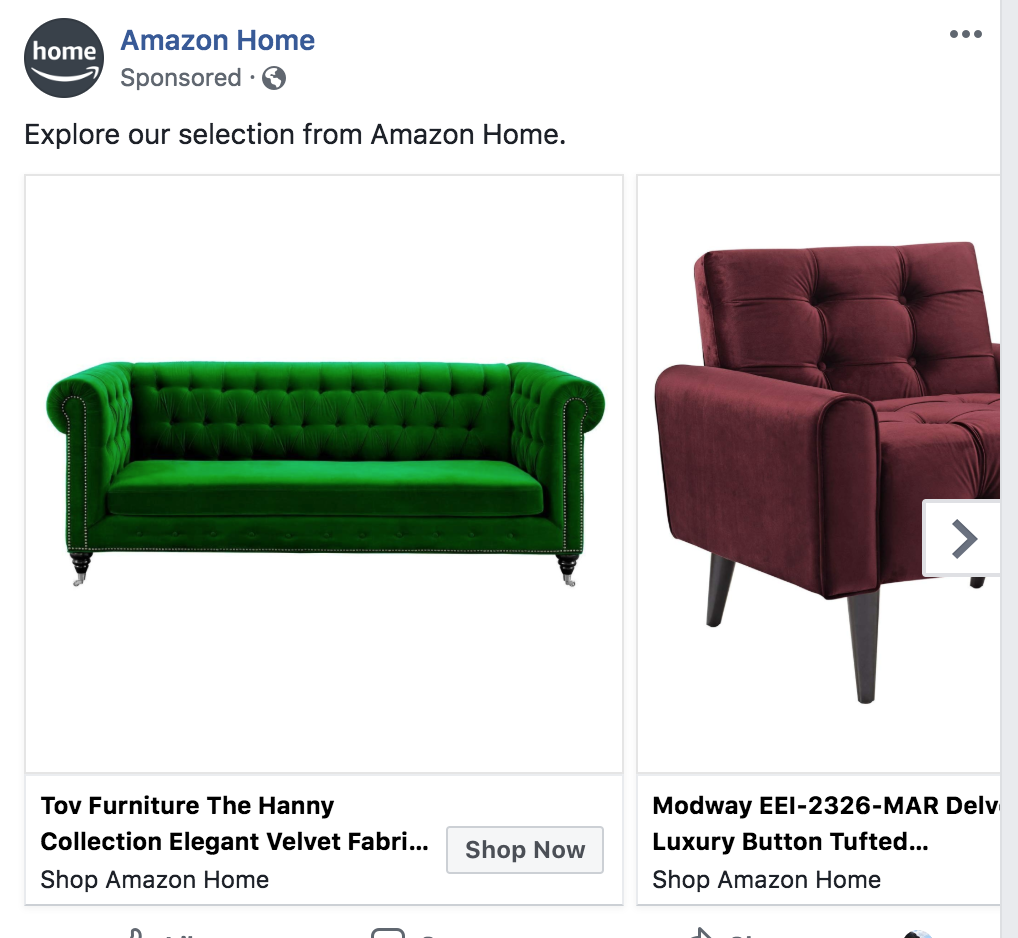 home
Amazon Home
Sponsored ·
Explore our selection from Amazon Home.
Tov Furniture The Hanny
Collection Elegant Velvet Fabri...
Shop Now
Shop Amazon Home
Modway EEI-2326-MAR Delv
Luxury Button Tufted...
Shop Amazon Home